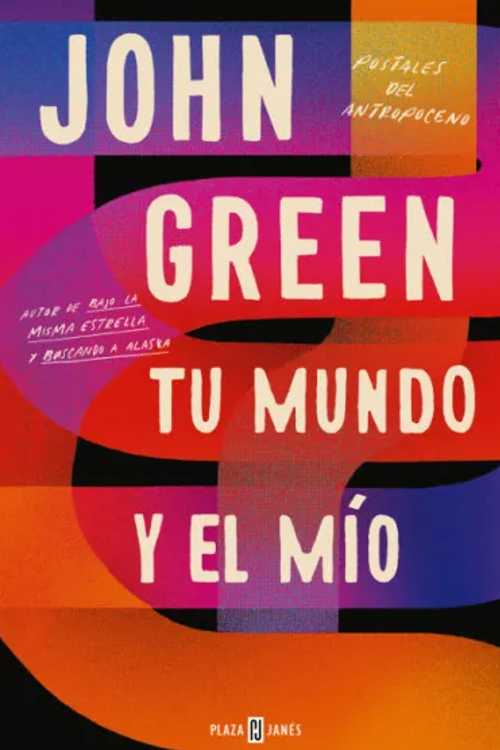 JOHN
POSTALES
DEL
ANTROPOCENO
GREEN
AUTOR DE BAJO LA
MISMA ESTRELLA
Y BUSCANDO A ALASKA
TU MUNDO
Y EL MÍO
PLAZA PJ JANÉS